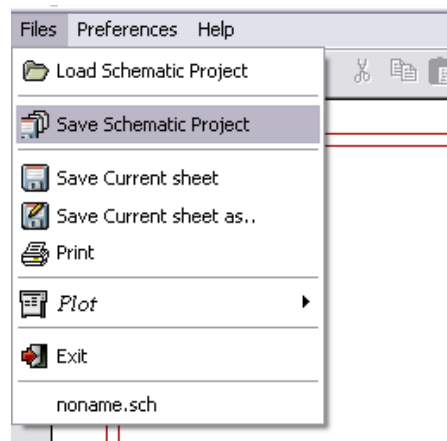 Files Preferences Help
Load Schematic Project
Save Schematic Project
Save Current sheet
Save Current sheet as..
Print
Plot
Exit
noname.sch